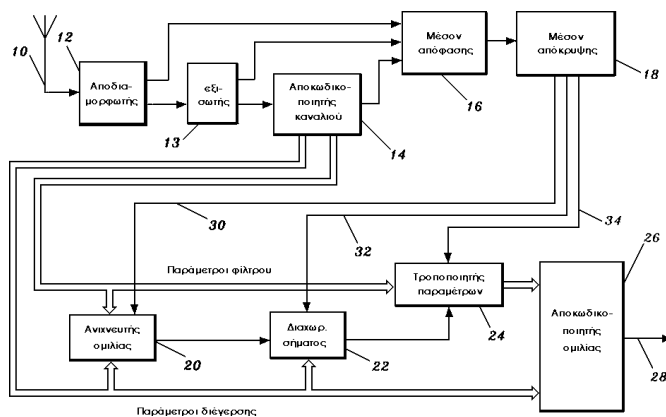 10
12
Αποδια-
μορφωτής
εξι-
σωτής
13
Αποκωδικο-
ποιητής
καναλιού
14
Μέσον
απόφασης
16
Μέσον
απόκρυψης
18
30
32
34
Παράμετροι φίλτρου
Ανιχνευτής
ομιλίας
20
Διαχωρ.
σήματος
22
Τροποποιητής
παραμέτρων
24
26
Αποκωδικο-
ποιητής
ομιλίας
28
Παράμετροι διέγερσης